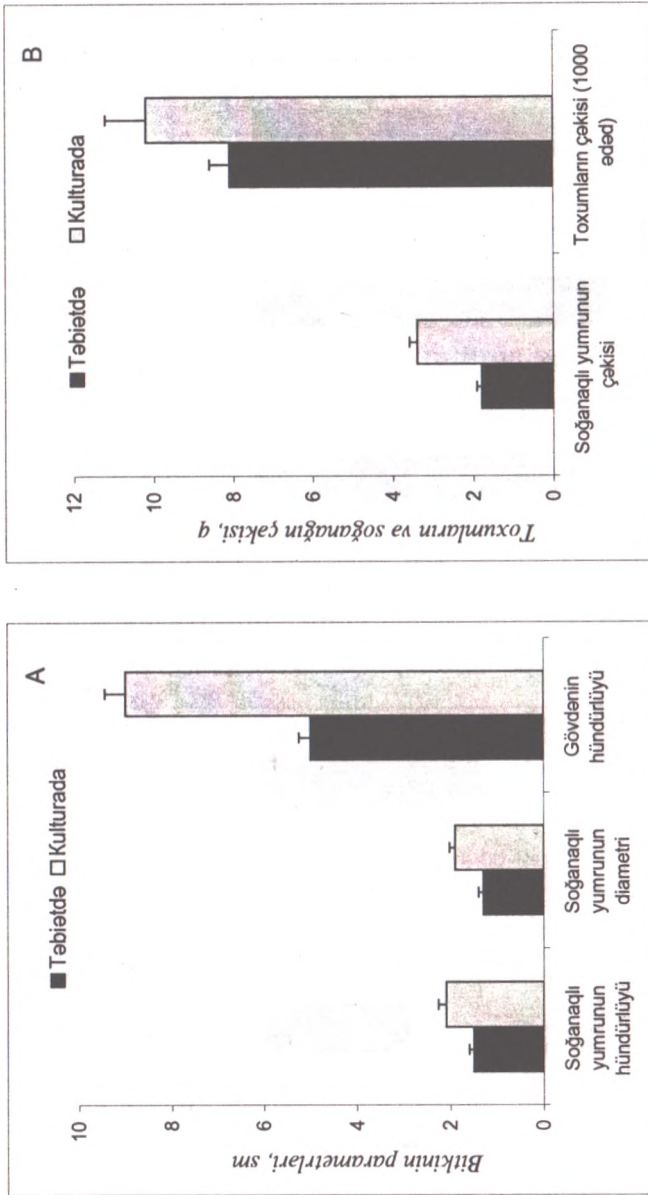 A
■ Təbiətdə □ Kulturada
Bitkinin parametrləri, sm
10
8
6
4
2
0
Soğanaqlı
yumrunun
hündürlüyü
Soğanaqlı
yumrunun
diametri
Gövdənin
hündürlüyü
B
■ Təbiətdə □ Kulturada
Toxumların və soğanağın çəkisi, q
12
10
8
6
4
2
0
Soğanaqlı yumrunun
çəkisi
Toxumların çəkisi (1000
ədəd)